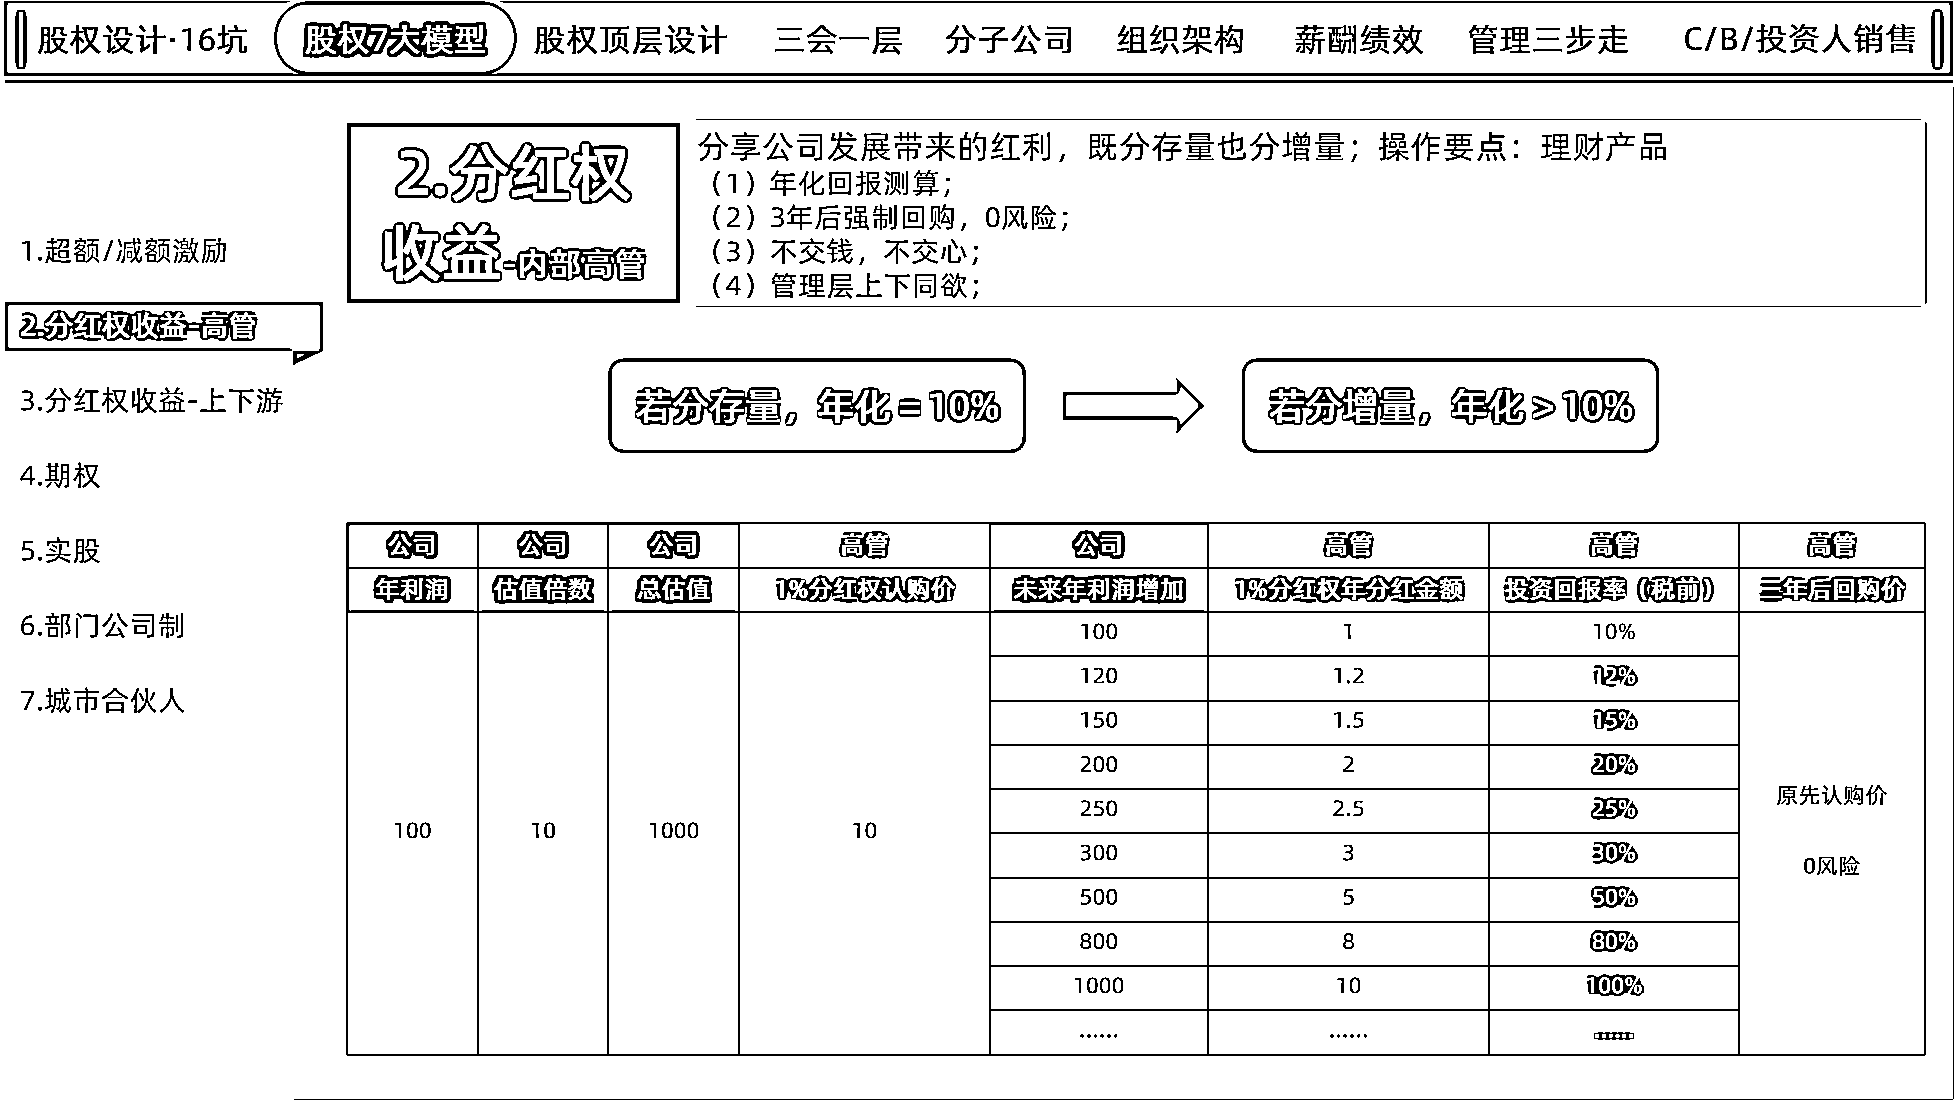 股权设计·16坑 股权7大模型 股权顶层设计 三会一层 分子公司 组织架构 薪酬绩效 管理三步走 C/B/投资人销售
1.超额/减额激励
2.分红权收益-高管
3.分红权收益-上下游
4.期权
5.实股
6.部门公司制
7.城市合伙人
2.分红权
收益-内部高管
分享公司发展带来的红利，既分存量也分增量；操作要点：理财产品
（1）年化回报测算；
（2）3年后强制回购，0风险；
（3）不交钱，不交心；
（4）管理层上下同欲；
若分存量，年化=10% 若分增量，年化>10%
公司 公司 公司 高管 公司 高管 高管 高管
年利润 估值倍数 总估值 1%分红权认购价 未来年利润增加 1%分红权年分红金额 投资回报率（税前） 三年后回购价
100 1 10%
120 1.2 12%
150 1.5 15%
200 2 20%
250 2.5 25%
原先认购价
100 10 1000 10
300 3 30%
0风险
500 5 50%
800 8 80%
1000 10 100%
…… …… ……